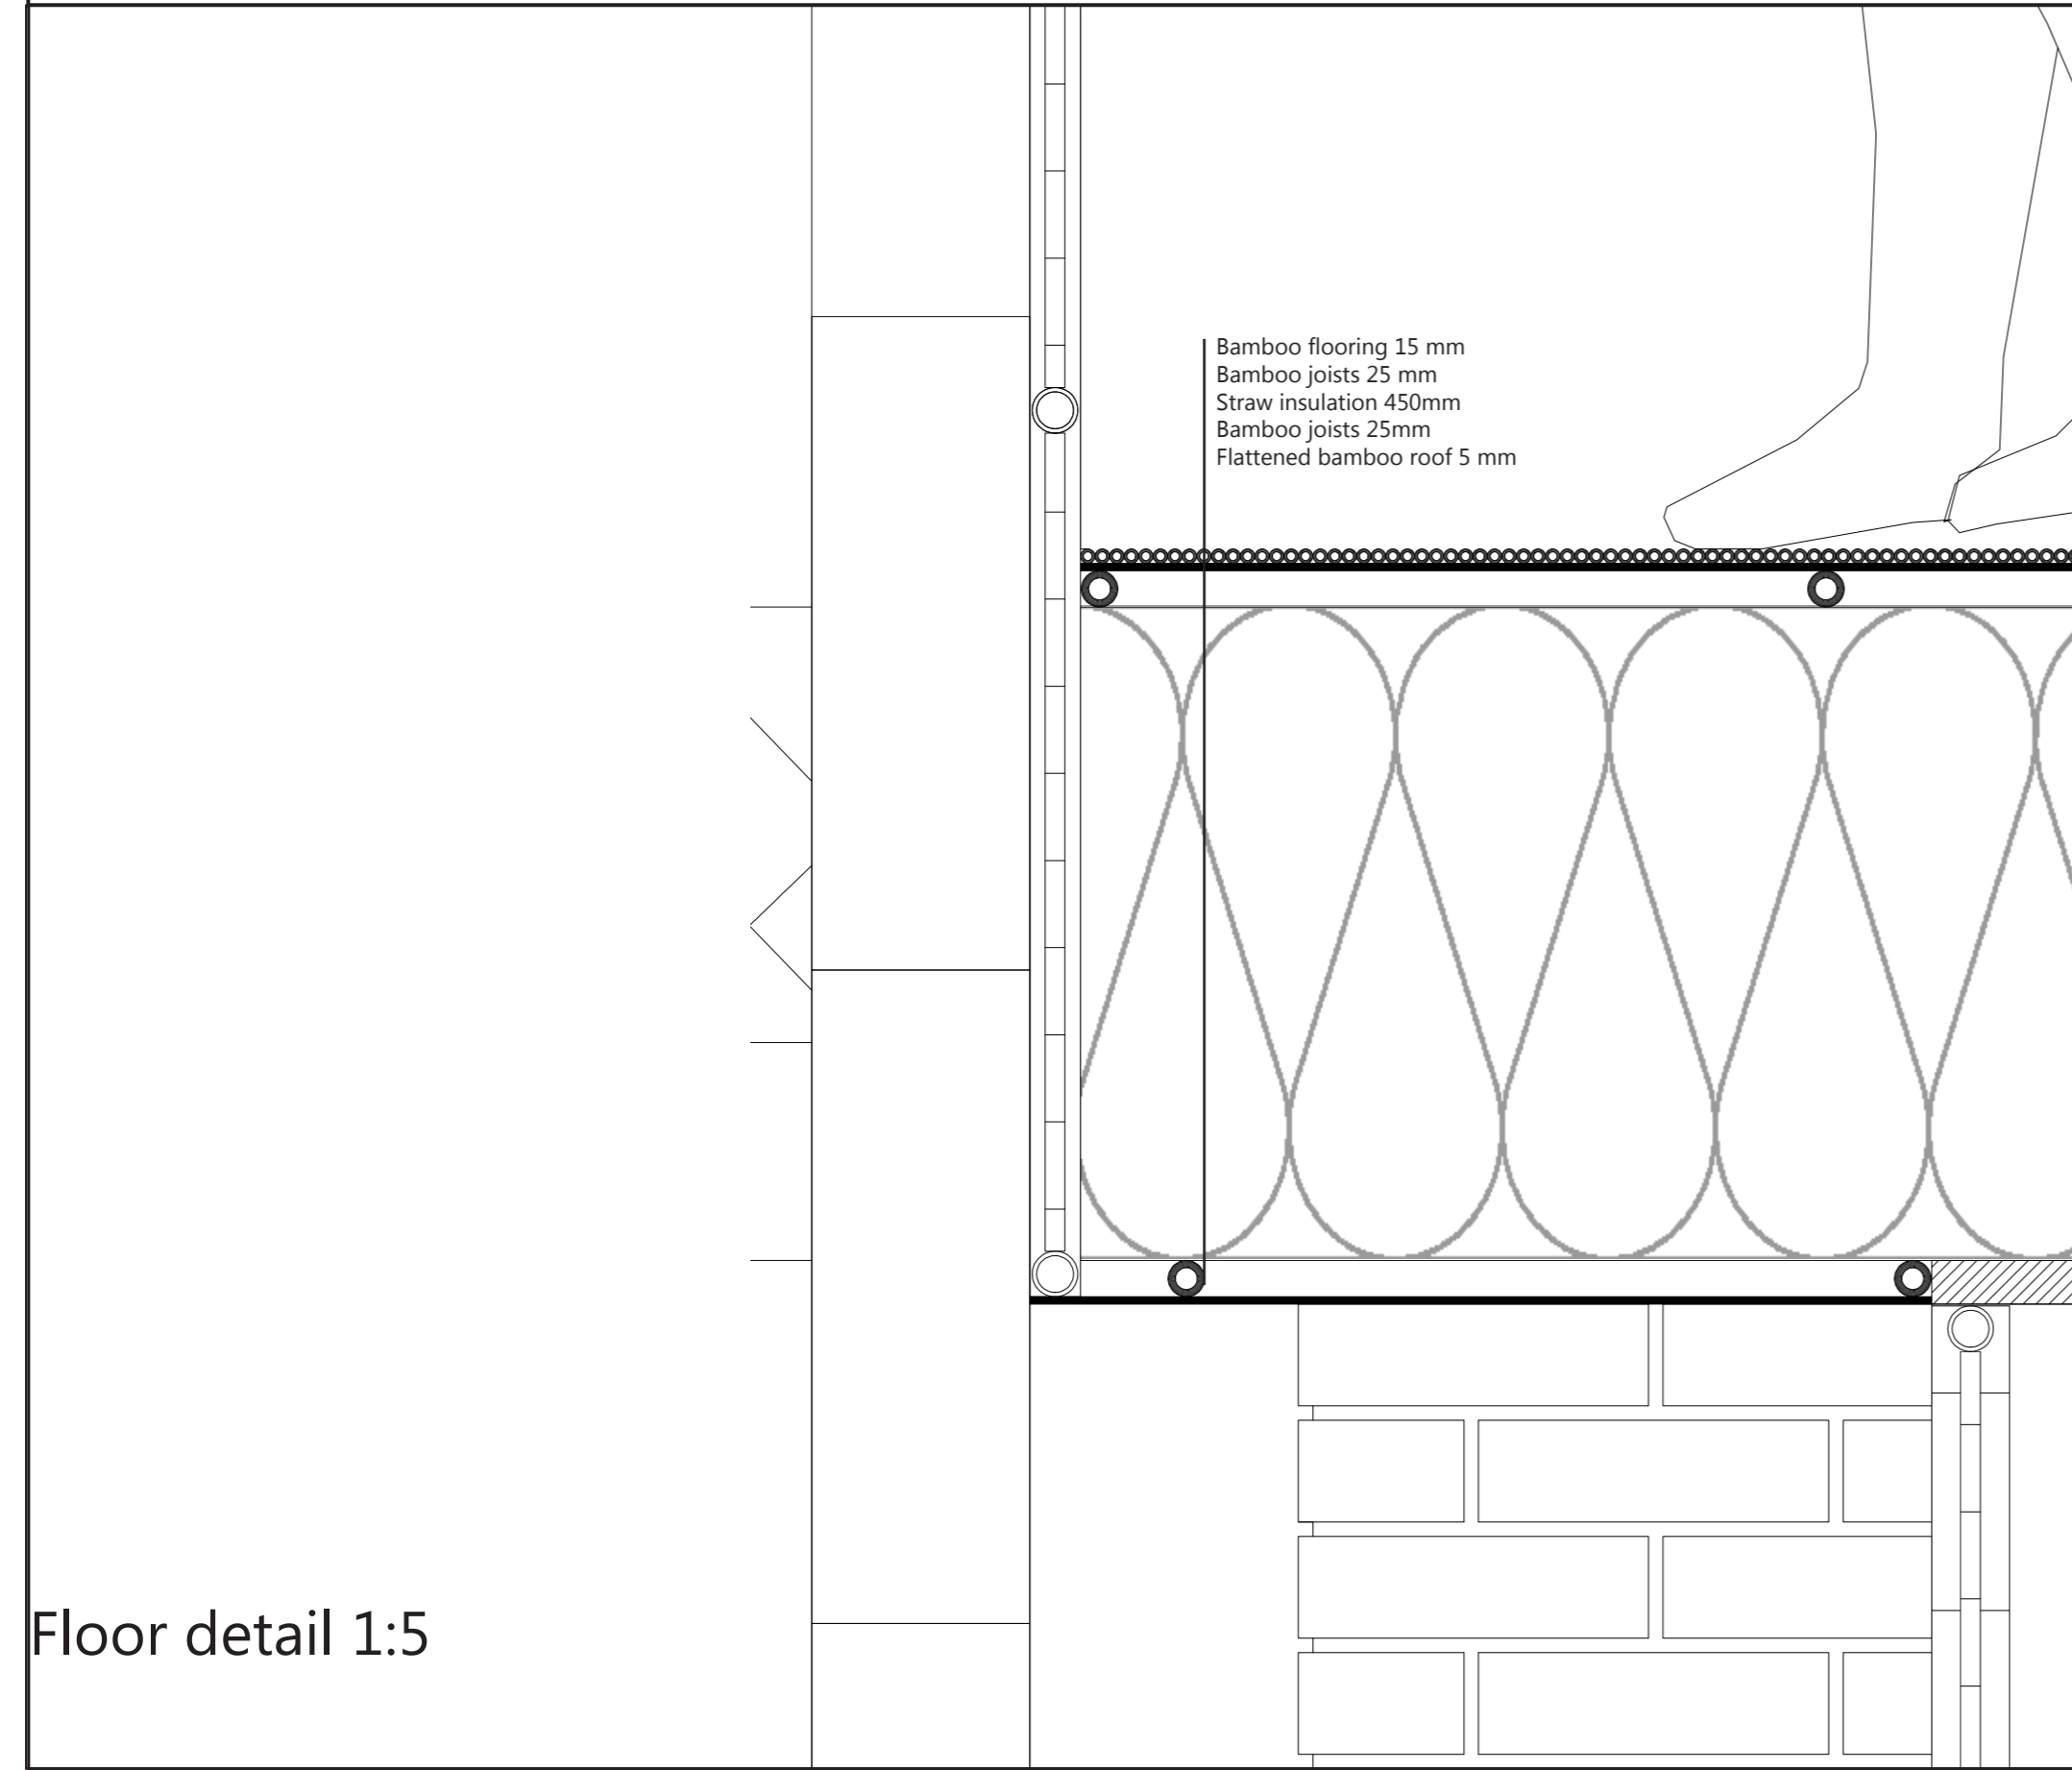 Bamboo flooring 15 mm
Bamboo joists 25 mm
Straw insulation 450mm
Bamboo joists 25mm
Flattened bamboo roof 5 mm
Floor detail 1:5